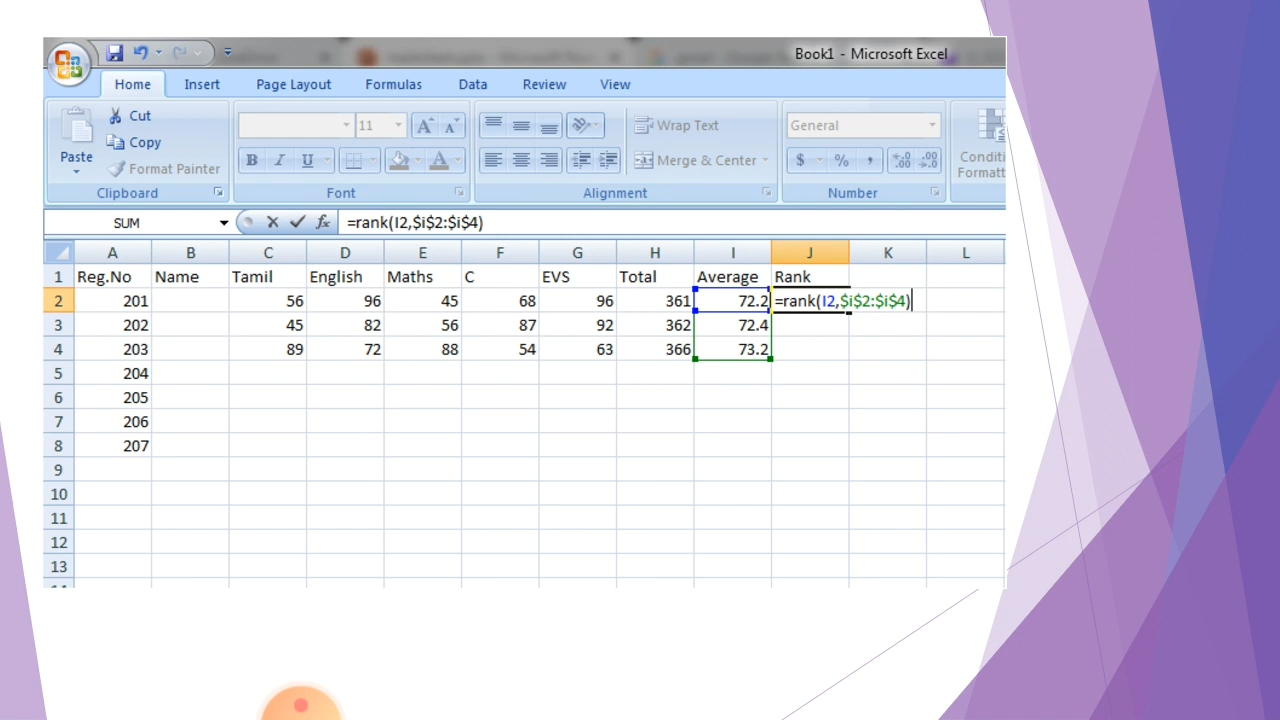 Book1 - Microsoft Excel
Home Insert Page Layout Formulas Data Review View
Cut
Copy
Format Painter
Paste
Clipboard
11
A A
B I U A
Font
Wrap Text
Merge & Center
Alignment
General
$ % ,
Number
Conditi
Formatt
SUM fx =rank(I2,$i$2:$i$4)
A B C D E F G H I J K L
1 Reg.No Name Tamil English Maths C EVS Total Average Rank
2 201 56 96 45 68 96 361 72.2 =rank(I2,$i$2:$i$4)
3 202 45 82 56 87 92 362 72.4
4 203 89 72 88 54 63 366 73.2
5 204
6 205
7 206
8 207
9
10
11
12
13